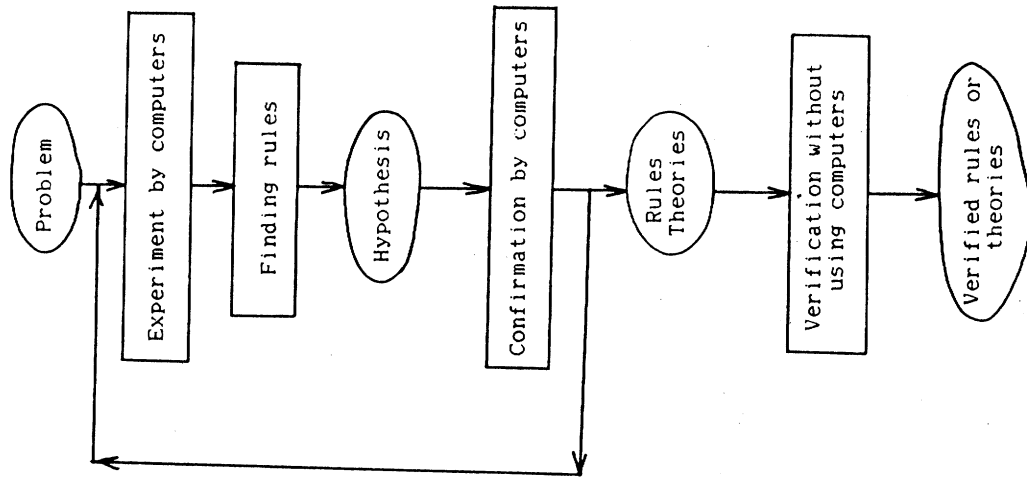 Problem
Experiment by computers
Finding rules
Hypothesis
Confirmation by computers
Rules
Theories
Verification without
using computers
Verified rules or
theories